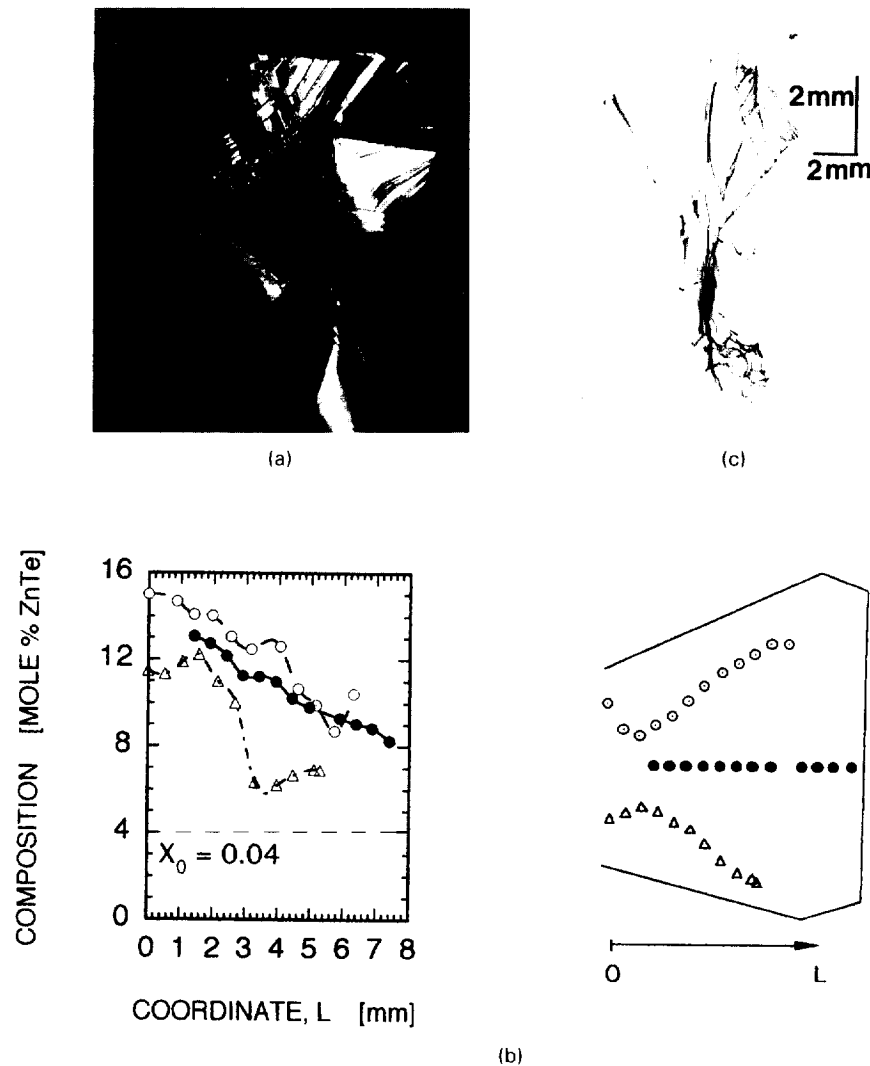 2mm
2mm
(a)
(c)
COMPOSITION [MOLE % ZnTe]
16
12
8
4
0
X₀ = 0.04
0 1 2 3 4 5 6 7 8
COORDINATE, L [mm]
0 L
(b)